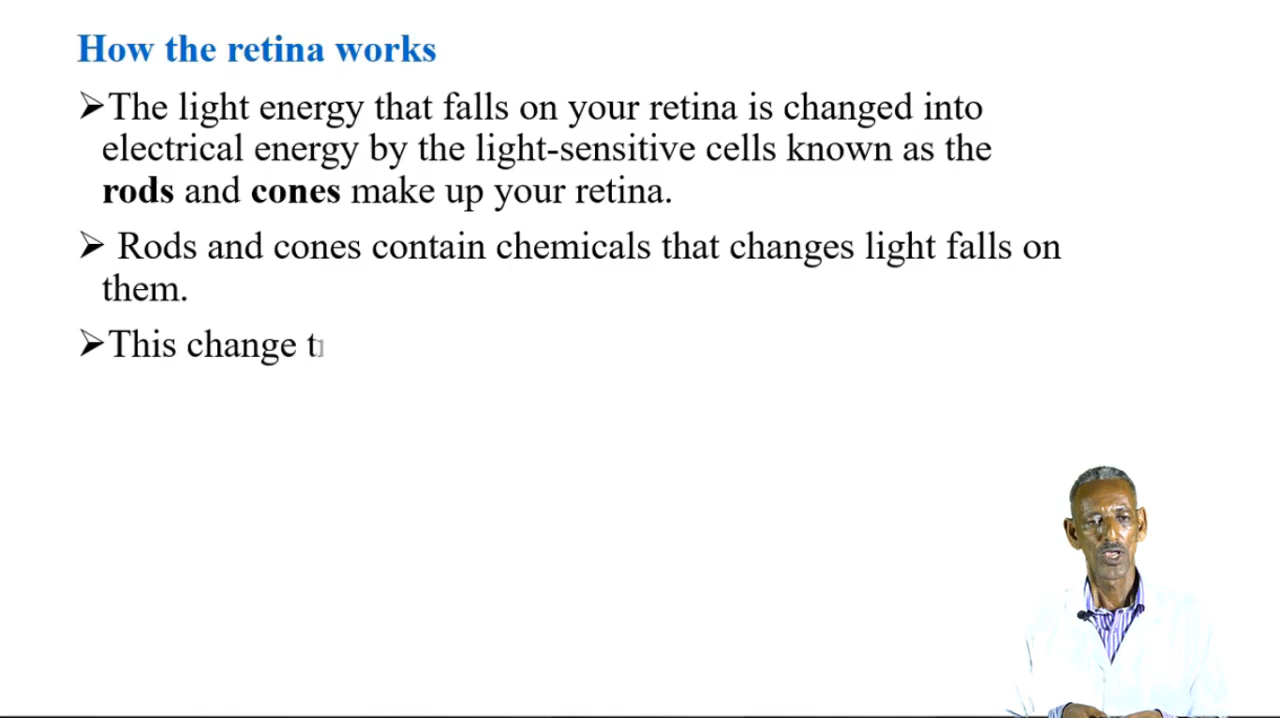 How the retina works
➢The light energy that falls on your retina is changed into
electrical energy by the light-sensitive cells known as the
rods and cones make up your retina.
➢ Rods and cones contain chemicals that changes light falls on
them.
➢This change t